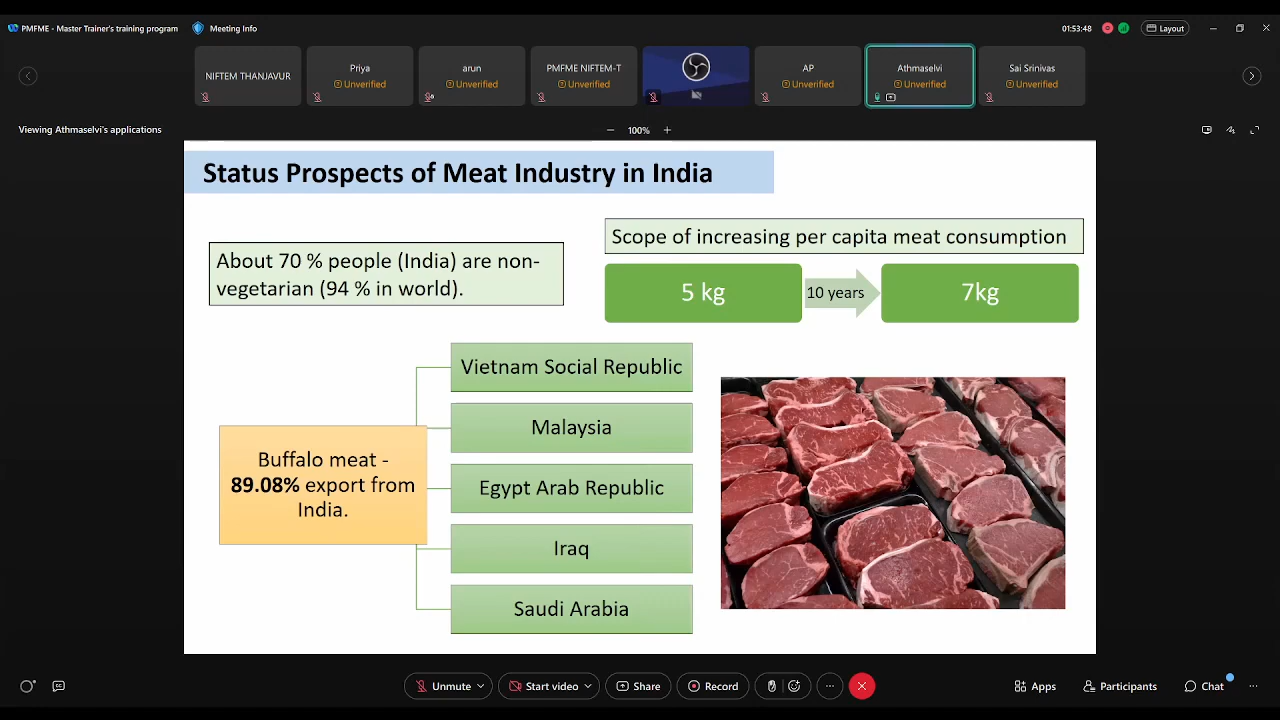 PMFME - Master Trainer's training program
Meeting Info
01:53:48
Layout
NIFTEM THANJAVUR
Priya
Unverified
arun
Unverified
PMFME NIFTEM-T
Unverified
AP
Unverified
Athmaselvi
Unverified
Sai Srinivas
Unverified
Viewing Athmaselvi's applications
100%
Status Prospects of Meat Industry in India
About 70 % people (India) are non-
vegetarian (94 % in world).
Scope of increasing per capita meat consumption
5 kg
10 years
7kg
Buffalo meat -
89.08% export from
India.
Vietnam Social Republic
Malaysia
Egypt Arab Republic
Iraq
Saudi Arabia
Unmute
Start video
Share
Record
Apps
Participants
Chat